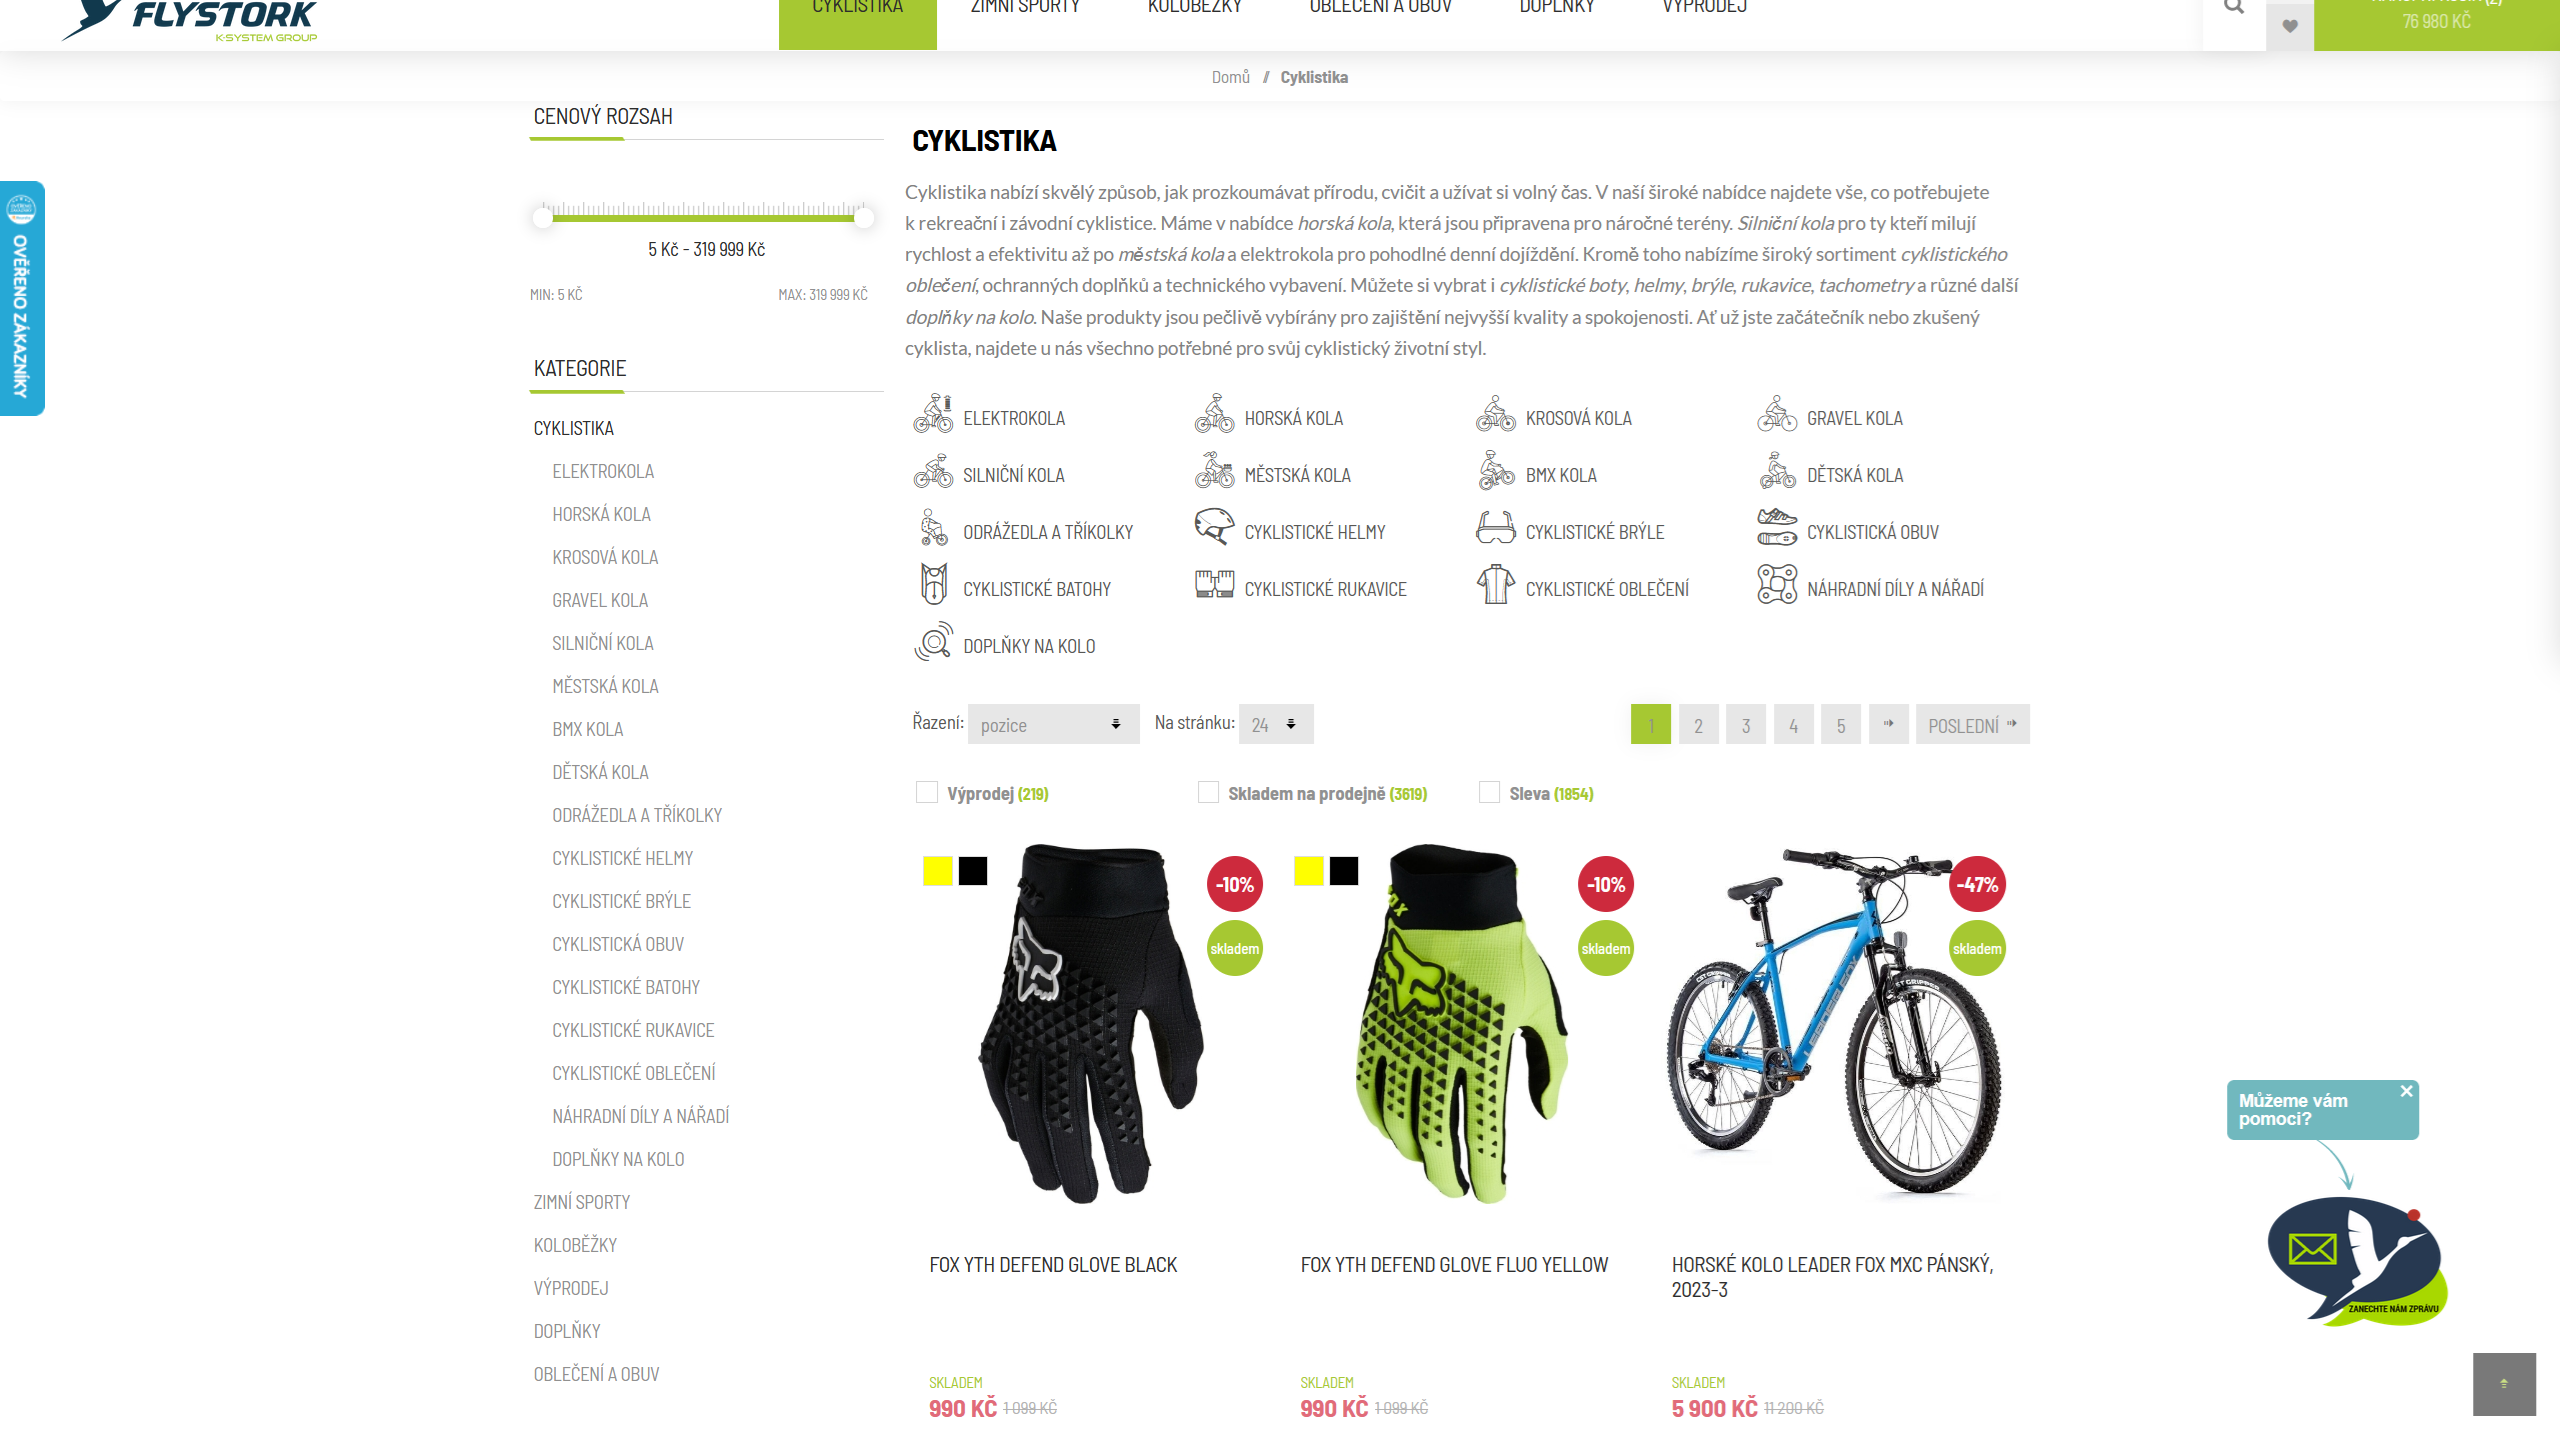 FLYSTORK
K-SYSTEM GROUP
CYKLISTIKA
ZIMNÍ SPORTY
KOLOBĚŽKY
OBLEČENÍ A OBUV
DOPLŇKY
VÝPRODEJ
76 980 KČ
Domů // Cyklistika
OVĚŘENO ZÁKAZNÍKY
CENOVÝ ROZSAH
5 Kč - 319 999 Kč
MIN: 5 KČ
MAX: 319 999 KČ
KATEGORIE
CYKLISTIKA
ELEKTROKOLA
HORSKÁ KOLA
KROSOVÁ KOLA
GRAVEL KOLA
SILNIČNÍ KOLA
MĚSTSKÁ KOLA
BMX KOLA
DĚTSKÁ KOLA
ODRÁŽEDLA A TŘÍKOLKY
CYKLISTICKÉ HELMY
CYKLISTICKÉ BRÝLE
CYKLISTICKÁ OBUV
CYKLISTICKÉ BATOHY
CYKLISTICKÉ RUKAVICE
CYKLISTICKÉ OBLEČENÍ
NÁHRADNÍ DÍLY A NÁŘADÍ
DOPLŇKY NA KOLO
ZIMNÍ SPORTY
KOLOBĚŽKY
VÝPRODEJ
DOPLŇKY
OBLEČENÍ A OBUV
CYKLISTIKA
Cyklistika nabízí skvělý způsob, jak prozkoumávat přírodu, cvičit a užívat si volný čas. V naší široké nabídce najdete vše, co potřebujete
k rekreační i závodní cyklistice. Máme v nabídce horská kola, která jsou připravena pro náročné terény. Silniční kola pro ty kteří milují
rychlost a efektivitu až po městská kola a elektrokola pro pohodlné denní dojíždění. Kromě toho nabízíme široký sortiment cyklistického
oblečení, ochranných doplňků a technického vybavení. Můžete si vybrat i cyklistické boty, helmy, brýle, rukavice, tachometry a různé další
doplňky na kolo. Naše produkty jsou pečlivě vybírány pro zajištění nejvyšší kvality a spokojenosti. Ať už jste začátečník nebo zkušený
cyklista, najdete u nás všechno potřebné pro svůj cyklistický životní styl.
ELEKTROKOLA
HORSKÁ KOLA
KROSOVÁ KOLA
GRAVEL KOLA
SILNIČNÍ KOLA
MĚSTSKÁ KOLA
BMX KOLA
DĚTSKÁ KOLA
ODRÁŽEDLA A TŘÍKOLKY
CYKLISTICKÉ HELMY
CYKLISTICKÉ BRÝLE
CYKLISTICKÁ OBUV
CYKLISTICKÉ BATOHY
CYKLISTICKÉ RUKAVICE
CYKLISTICKÉ OBLEČENÍ
NÁHRADNÍ DÍLY A NÁŘADÍ
DOPLŇKY NA KOLO
Řazení: pozice
Na stránku: 24
1 2 3 4 5 POSLEDNÍ
Výprodej (219)
Skladem na prodejně (3619)
Sleva (1854)
-10%
skladem
-10%
skladem
-47%
skladem
FOX YTH DEFEND GLOVE BLACK
SKLADEM
990 KČ 1 099 KČ
FOX YTH DEFEND GLOVE FLUO YELLOW
SKLADEM
990 KČ 1 099 KČ
HORSKÉ KOLO LEADER FOX MXC PÁNSKÝ,
2023-3
SKLADEM
5 900 KČ 11 200 KČ
Můžeme vám
pomoci?
ZANECHTE NÁM ZPRÁVU